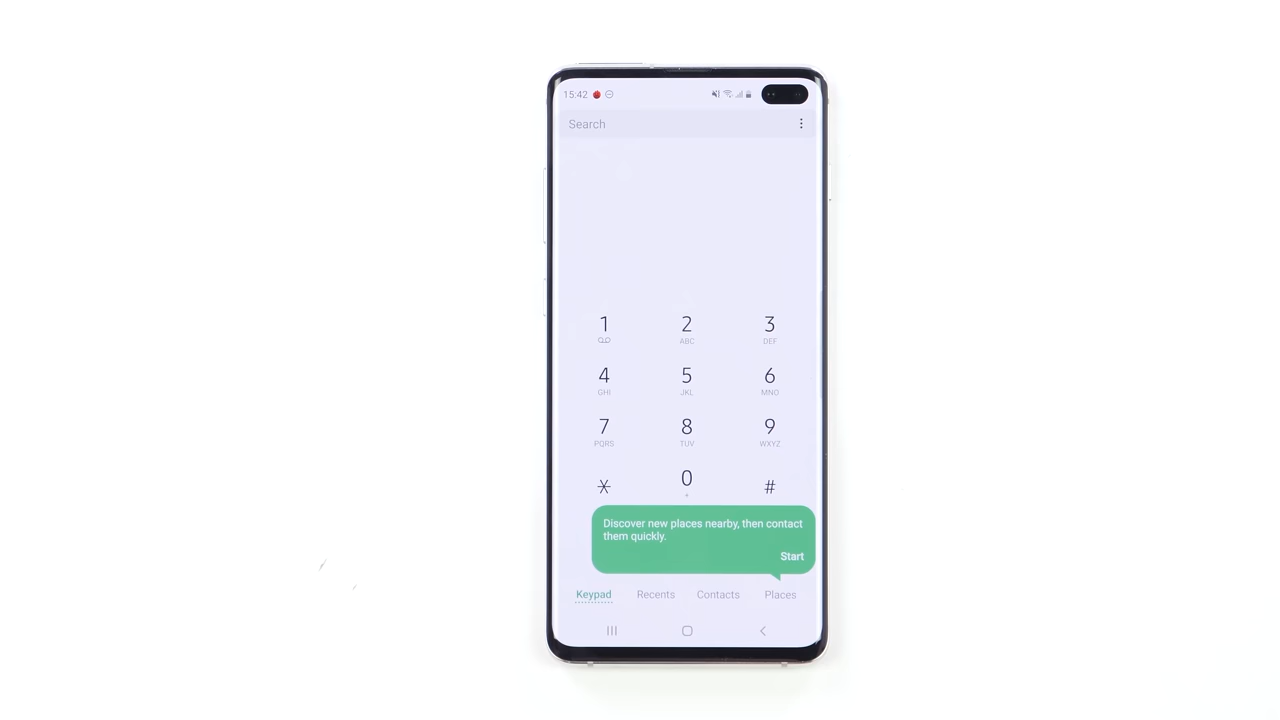 15:42
Search
1 2 3
ABC DEF
4 5 6
GHI JKL MNO
7 8 9
PQRS TUV WXYZ
* 0 #
+
Discover new places nearby, then contact
them quickly.
Start
Keypad Recents Contacts Places